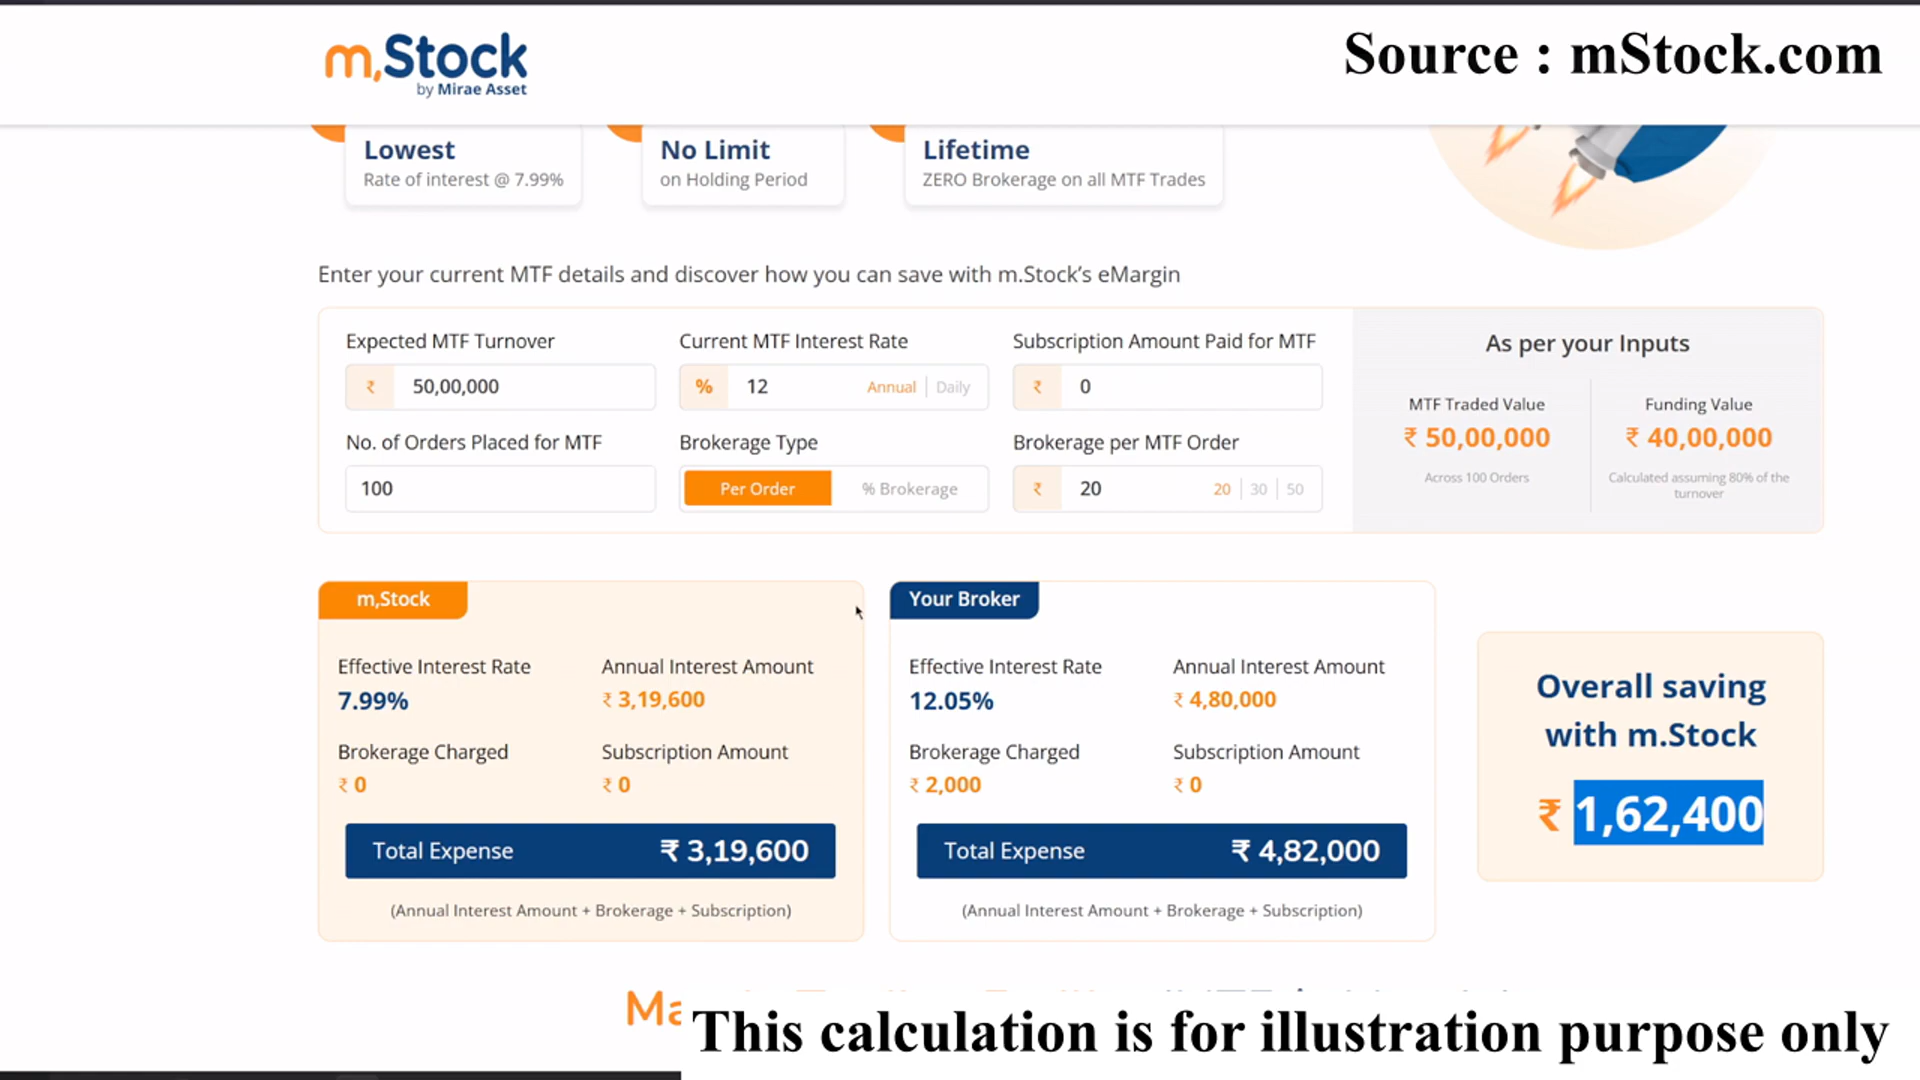 m,Stock
by Mirae Asset
Source : mStock.com
Lowest
Rate of interest @ 7.99%
No Limit
on Holding Period
Lifetime
ZERO Brokerage on all MTF Trades
Enter your current MTF details and discover how you can save with m.Stock’s eMargin
Expected MTF Turnover
₹ 50,00,000
Current MTF Interest Rate
% 12 Annual | Daily
Subscription Amount Paid for MTF
₹ 0
No. of Orders Placed for MTF
100
Brokerage Type
Per Order % Brokerage
Brokerage per MTF Order
₹ 20 20 | 30 | 50
As per your Inputs
MTF Traded Value
₹ 50,00,000
Across 100 Orders
Funding Value
₹ 40,00,000
Calculated assuming 80% of the
turnover
m,Stock
Effective Interest Rate
7.99%
Annual Interest Amount
₹ 3,19,600
Brokerage Charged
₹ 0
Subscription Amount
₹ 0
Total Expense ₹ 3,19,600
(Annual Interest Amount + Brokerage + Subscription)
Your Broker
Effective Interest Rate
12.05%
Annual Interest Amount
₹ 4,80,000
Brokerage Charged
₹ 2,000
Subscription Amount
₹ 0
Total Expense ₹ 4,82,000
(Annual Interest Amount + Brokerage + Subscription)
Overall saving
with m.Stock
₹ 1,62,400
This calculation is for illustration purpose only